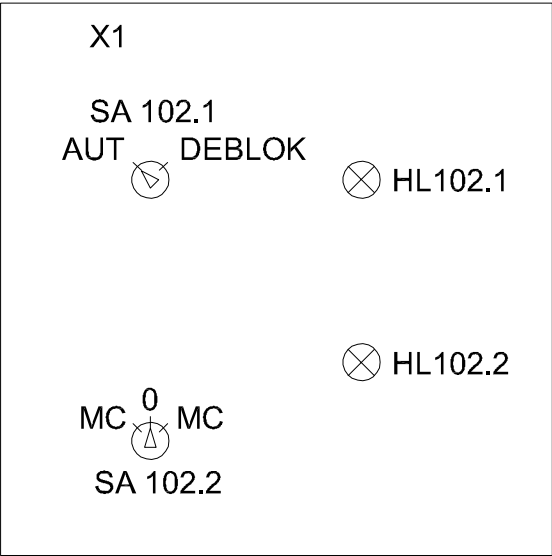 X1
SA 102.1
AUT DEBLOK
HL102.1
HL102.2
0
MC MC
SA 102.2